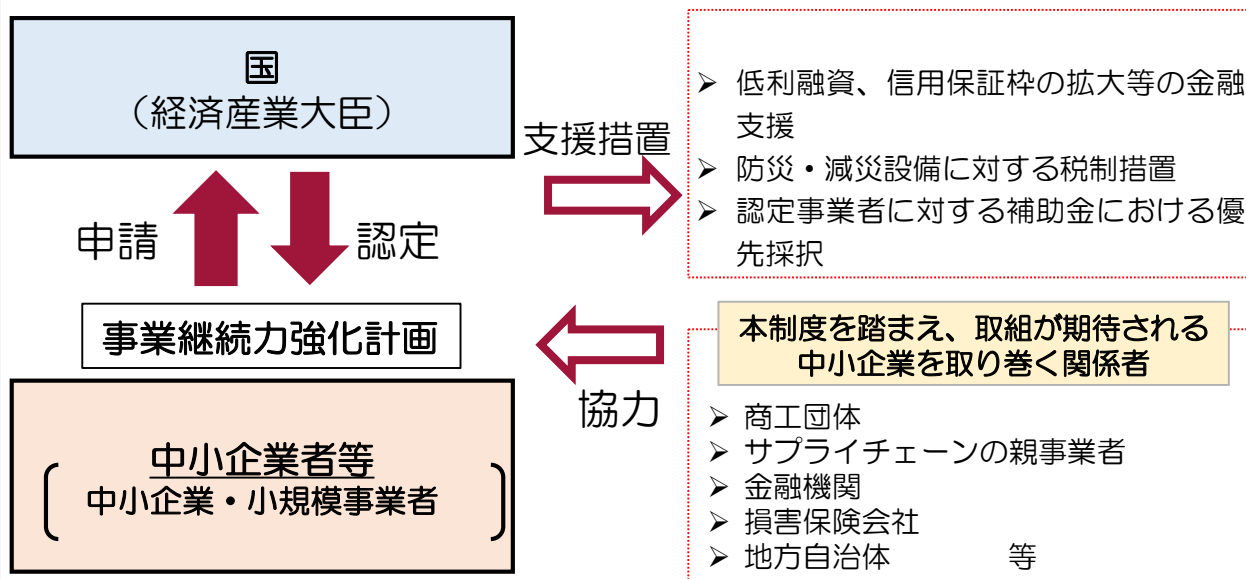 国
（経済産業大臣）
支援措置
➢ 低利融資、信用保証枠の拡大等の金融
支援
➢ 防災・減災設備に対する税制措置
➢ 認定事業者に対する補助金における優
先採択
申請
認定
事業継続力強化計画
協力
本制度を踏まえ、取組が期待される
中小企業を取り巻く関係者
中小企業者等
中小企業・小規模事業者
➢ 商工団体
➢ サプライチェーンの親事業者
➢ 金融機関
➢ 損害保険会社
➢ 地方自治体　　　　等